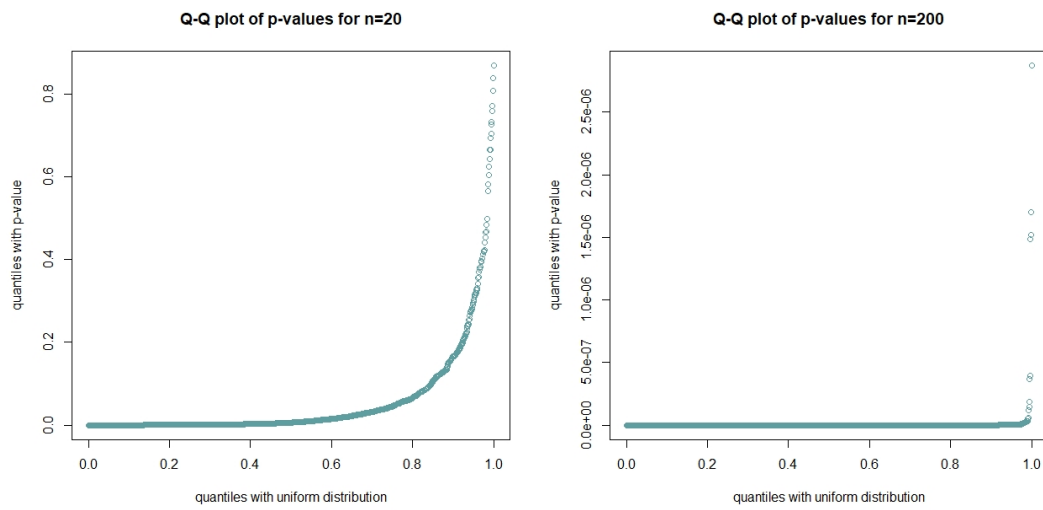 Q-Q plot of p-values for n=20
quantiles with p-value
0.8
0.6
0.4
0.2
0.0
0.0 0.2 0.4 0.6 0.8 1.0
quantiles with uniform distribution
Q-Q plot of p-values for n=200
quantiles with p-value
2.5e-06
2.0e-06
1.5e-06
1.0e-06
5.0e-07
0.0e+00
0.0 0.2 0.4 0.6 0.8 1.0
quantiles with uniform distribution